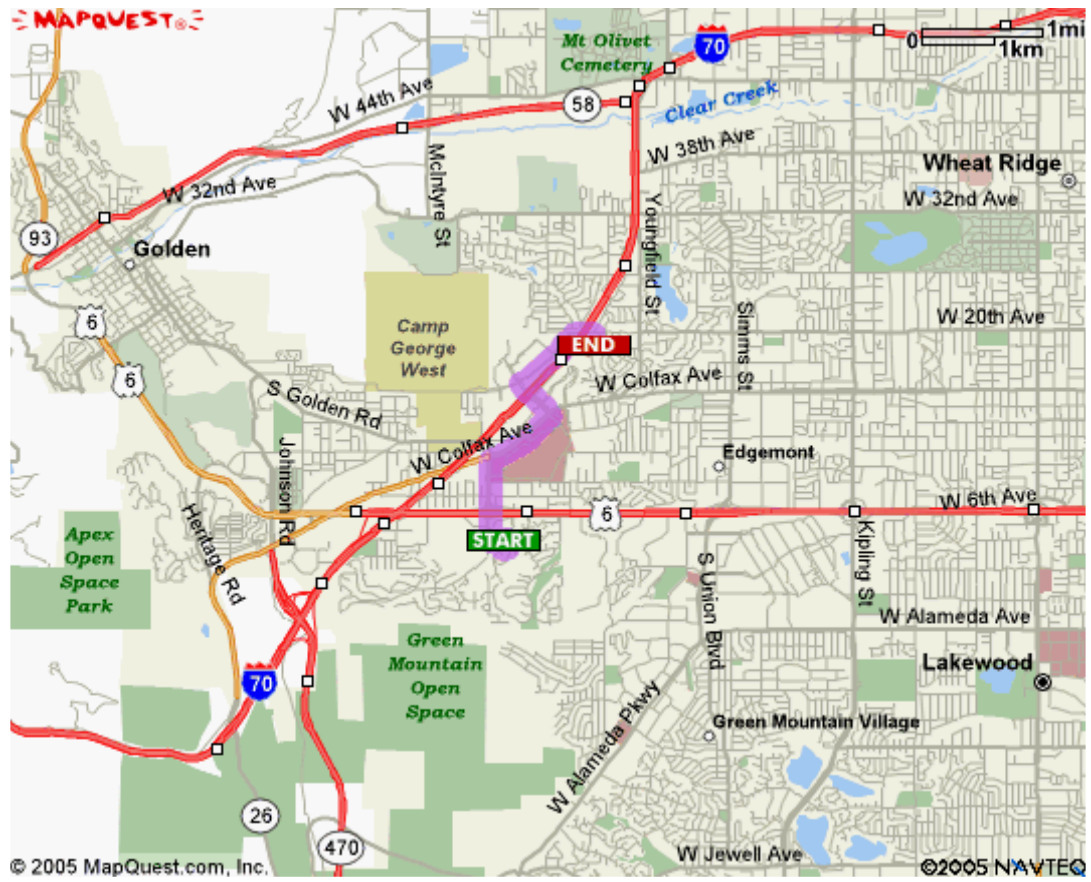 MAPQUEST
0 1mi
1km
Mt Olivet
Cemetery
70
W 44th Ave
58
Clear Creek
McIntyre St
W 38th Ave
Wheat Ridge
W 32nd Ave
W 32nd Ave
93
Golden
Youngfield St
6
Camp
George
West
Simms St
W 20th Ave
END
6
W Colfax Ave
S Golden Rd
W Colfax Ave
Johnson Rd
Edgemont
W 6th Ave
6
Heritage Rd
START
Apex
Open
Space
Park
Kipling St
S Union Blvd
W Alameda Ave
Green
Mountain
Open
Space
Lakewood
70
W Alameda Pkwy
Green Mountain Village
26
470
W Jewell Ave
© 2005 MapQuest.com, Inc.
©2005 NAVTEQ